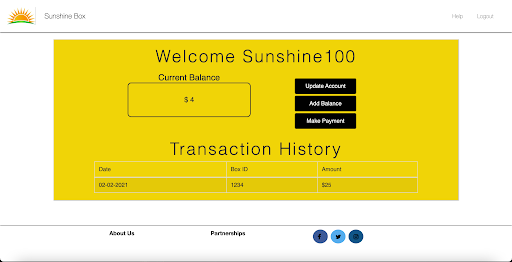 Sunshine Box
Help
Logout
Welcome Sunshine100
Current Balance
$ 4
Update Account
Add Balance
Make Payment
Transaction History
Date Box ID Amount
02-02-2021 1234 $25
About Us
Partnerships